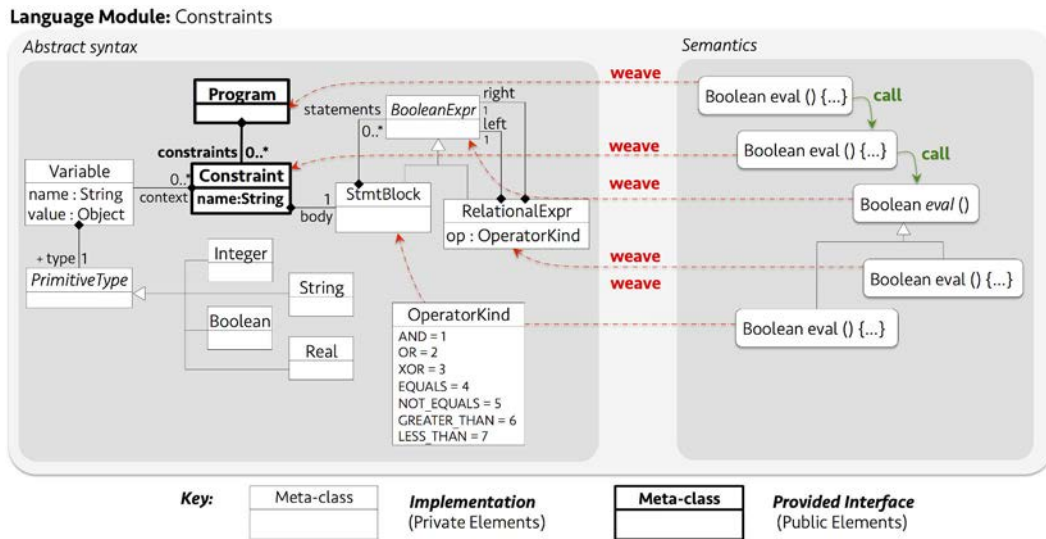 Language Module: Constraints
Abstract syntax
Semantics
Program
constraints 0..*
Variable
name : String
value : Object
0..*
context
Constraint
name:String
1
body
statements
0..*
BooleanExpr
right
1
left
1
StmtBlock
RelationalExpr
op : OperatorKind
+ type 1
PrimitiveType
Integer
String
Boolean
Real
OperatorKind
AND = 1
OR = 2
XOR = 3
EQUALS = 4
NOT_EQUALS = 5
GREATER_THAN = 6
LESS_THAN = 7
weave
weave
weave
weave
weave
Boolean eval () {...}
call
Boolean eval () {...}
call
Boolean eval ()
Boolean eval () {...}
Boolean eval () {...}
Key:
Meta-class
Implementation
(Private Elements)
Meta-class
Provided Interface
(Public Elements)